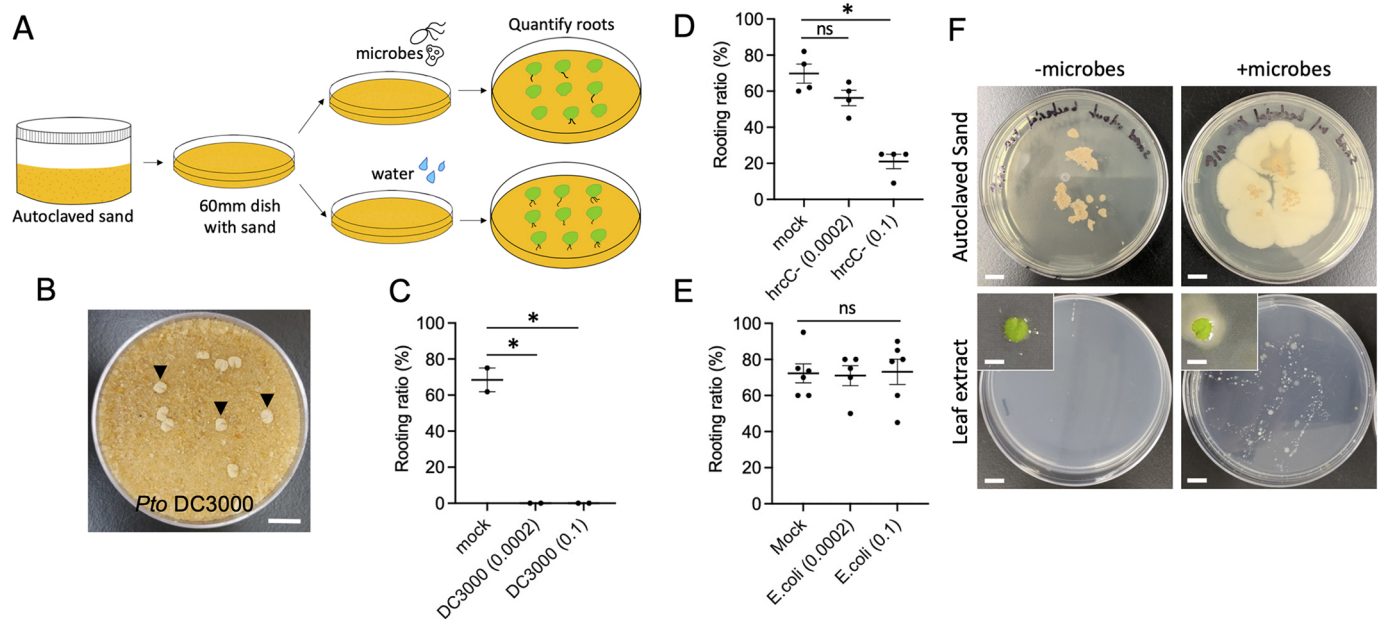 A
microbes
Quantify roots
Autoclaved sand
60mm dish
with sand
water
B
Pto DC3000
C
Rooting ratio (%)
100
80
60
40
20
0
*
*
mock
DC3000 (0.0002)
DC3000 (0.1)
D
Rooting ratio (%)
100
80
60
40
20
0
*
ns
mock
hrcC- (0.0002)
hrcC- (0.1)
E
Rooting ratio (%)
100
80
60
40
20
0
ns
Mock
E.coli (0.0002)
E.coli (0.1)
F
-microbes
+microbes
Autoclaved Sand
Leaf extract